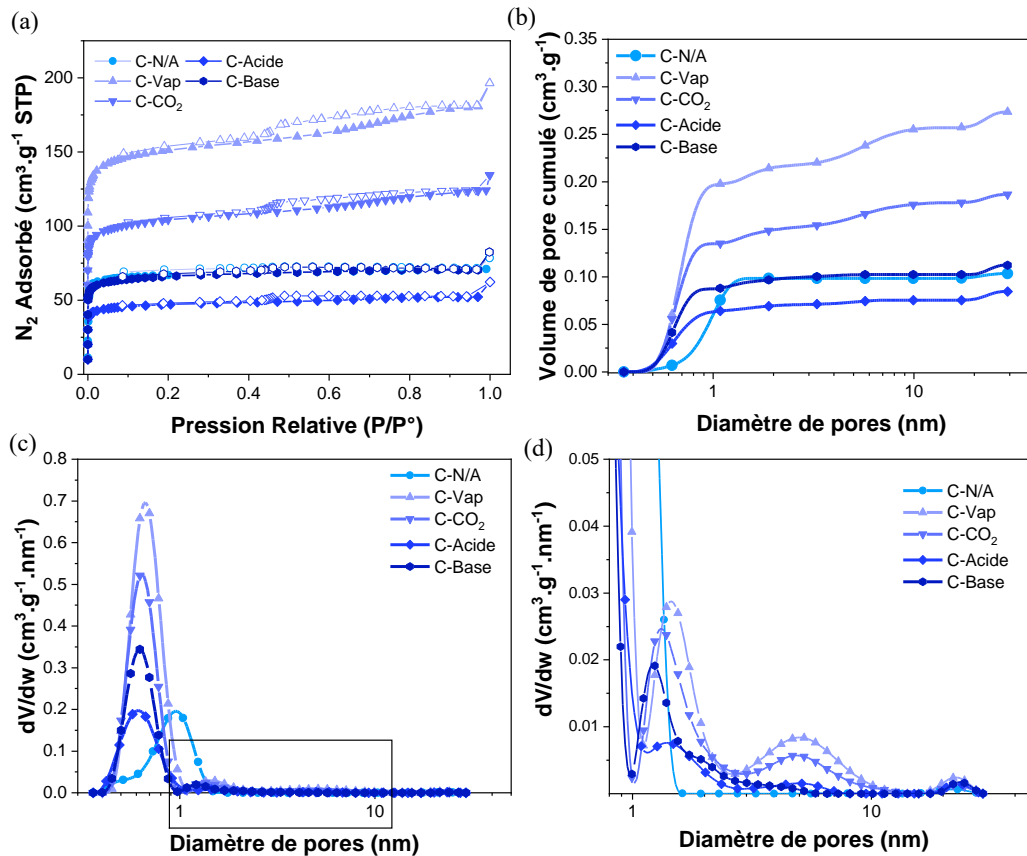 (a)
C-N/A
C-Acide
C-Vap
C-Base
C-CO₂
N₂ Adsorbé (cm³.g⁻¹ STP)
200
150
100
50
0
0.0
0.2
0.4
0.6
0.8
1.0
Pression Relative (P/P°)
(b)
C-N/A
C-Vap
C-CO₂
C-Acide
C-Base
Volume de pore cumulé (cm³.g⁻¹)
0.35
0.30
0.25
0.20
0.15
0.10
0.05
0.00
1
10
Diamètre de pores (nm)
(c)
C-N/A
C-Vap
C-CO₂
C-Acide
C-Base
dV/dw (cm³.g⁻¹.nm⁻¹)
0.8
0.7
0.6
0.5
0.4
0.3
0.2
0.1
0.0
1
10
Diamètre de pores (nm)
(d)
C-N/A
C-Vap
C-CO₂
C-Acide
C-Base
dV/dw (cm³.g⁻¹.nm⁻¹)
0.05
0.04
0.03
0.02
0.01
0.00
1
10
Diamètre de pores (nm)